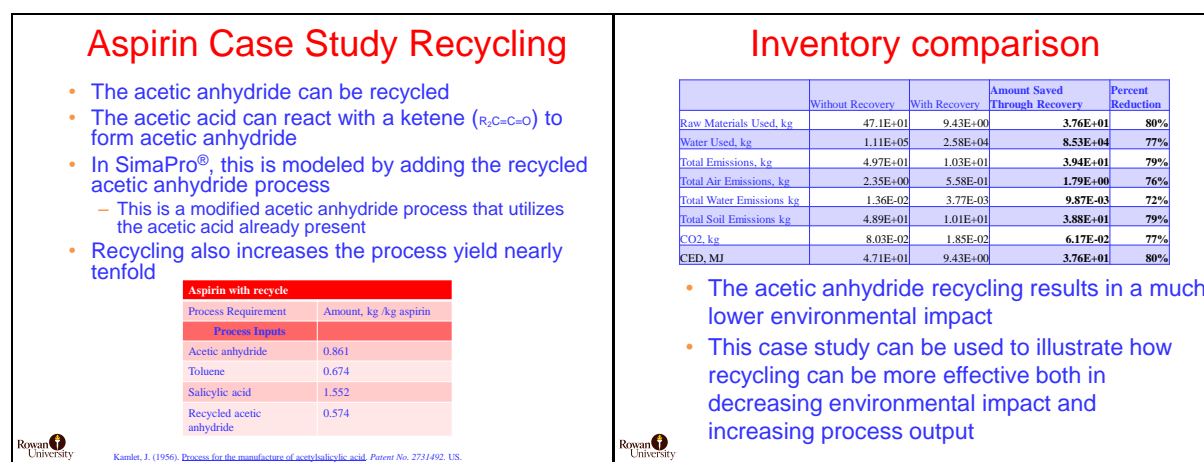 Aspirin Case Study Recycling
• The acetic anhydride can be recycled
• The acetic acid can react with a ketene (R₂C=C=O) to
form acetic anhydride
• In SimaPro®, this is modeled by adding the recycled
acetic anhydride process
– This is a modified acetic anhydride process that utilizes
the acetic acid already present
• Recycling also increases the process yield nearly
tenfold
Aspirin with recycle
Process Requirement Amount, kg /kg aspirin
Process Inputs
Acetic anhydride 0.861
Toluene 0.674
Salicylic acid 1.552
Recycled acetic
anhydride 0.574
Rowan
University
Kamlet, J. (1956). Process for the manufacture of acetylsalicylic acid. Patent No. 2731492. US.
Inventory comparison
Without Recovery With Recovery Amount Saved Through Recovery Percent Reduction
Raw Materials Used, kg 47.1E+01 9.43E+00 3.76E+01 80%
Water Used, kg 1.11E+05 2.58E+04 8.53E+04 77%
Total Emissions, kg 4.97E+01 1.03E+01 3.94E+01 79%
Total Air Emissions, kg 2.35E+00 5.58E-01 1.79E+00 76%
Total Water Emissions kg 1.36E-02 3.77E-03 9.87E-03 72%
Total Soil Emissions kg 4.89E+01 1.01E+01 3.88E+01 79%
CO2, kg 8.03E-02 1.85E-02 6.17E-02 77%
CED, MJ 4.71E+01 9.43E+00 3.76E+01 80%
• The acetic anhydride recycling results in a much
lower environmental impact
• This case study can be used to illustrate how
recycling can be more effective both in
decreasing environmental impact and
increasing process output
Rowan
University